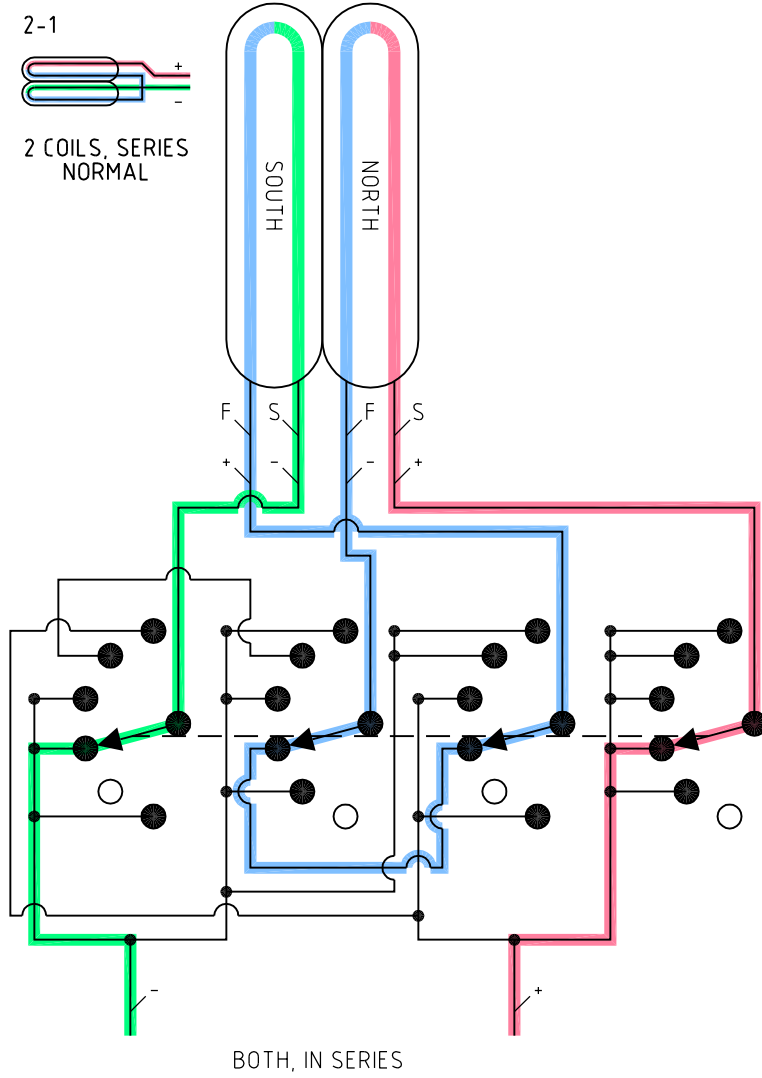 2-1
+
-
2 COILS, SERIES
NORMAL
SOUTH
NORTH
F S F S
+ - - +
- +
BOTH, IN SERIES